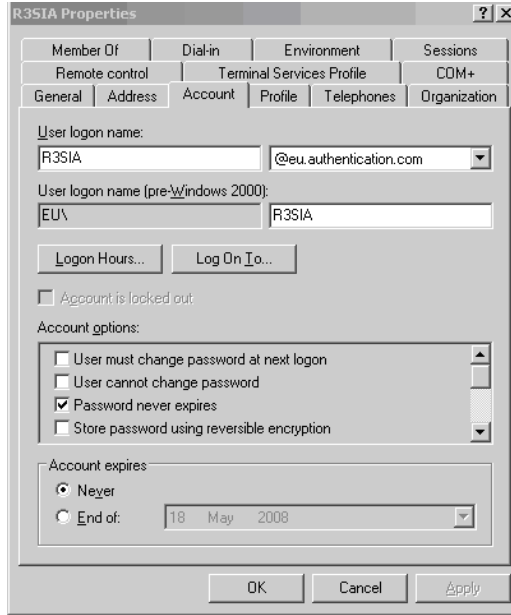 R3SIA Properties
Member Of Dial-in Environment Sessions
Remote control Terminal Services Profile COM+
General Address Account Profile Telephones Organization
User logon name:
R3SIA @eu.authentication.com
User logon name (pre-Windows 2000):
EU\ R3SIA
Logon Hours... Log On To...
Account is locked out
Account options:
User must change password at next logon
User cannot change password
Password never expires
Store password using reversible encryption
Account expires
Never
End of: 18 May 2008
OK Cancel Apply